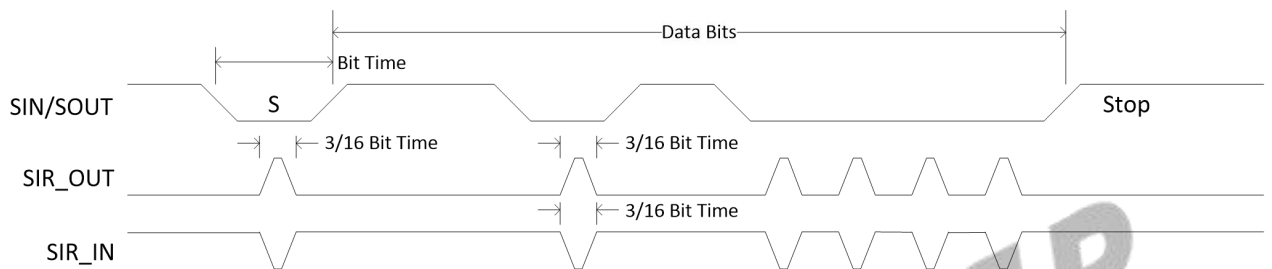 Data Bits
Bit Time
SIN/SOUT
S
Stop
3/16 Bit Time
3/16 Bit Time
SIR_OUT
3/16 Bit Time
SIR_IN